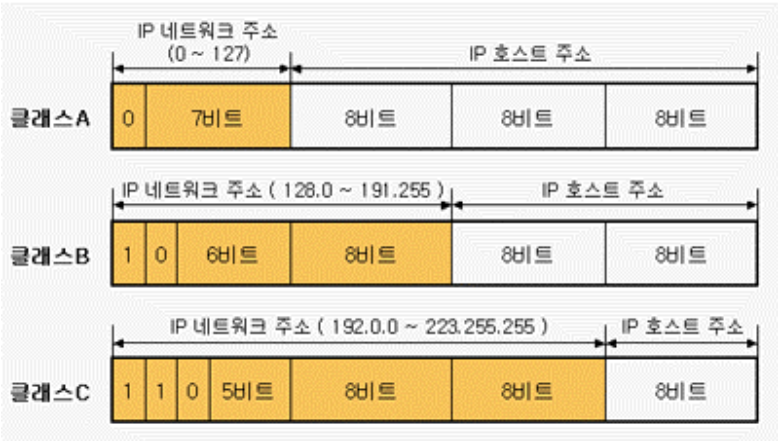 IP 네트워크 주소
(0 ~ 127)
IP 호스트 주소
클래스A 0 7비트 8비트 8비트 8비트
IP 네트워크 주소 ( 128.0 ~ 191.255 ) IP 호스트 주소
클래스B 1 0 6비트 8비트 8비트 8비트
IP 네트워크 주소 ( 192.0.0 ~ 223.255.255 ) IP 호스트 주소
클래스C 1 1 0 5비트 8비트 8비트 8비트